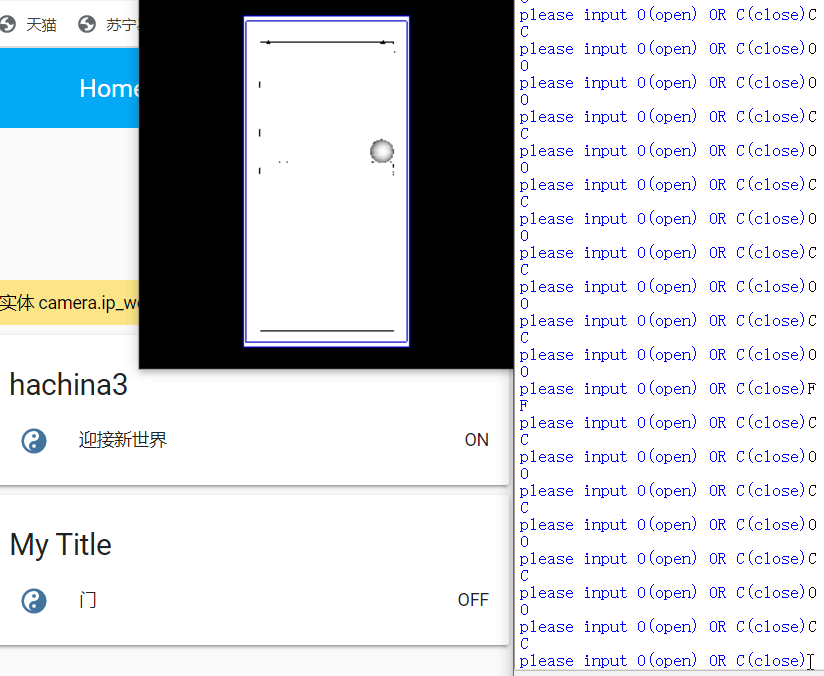 天猫
苏宁
Home
实体 camera.ip_w
hachina3
迎接新世界
ON
My Title
门
OFF
please input O(open) OR C(close)C
C
please input O(open) OR C(close)O
O
please input O(open) OR C(close)O
O
please input O(open) OR C(close)C
C
please input O(open) OR C(close)O
O
please input O(open) OR C(close)C
C
please input O(open) OR C(close)O
O
please input O(open) OR C(close)C
C
please input O(open) OR C(close)O
O
please input O(open) OR C(close)C
C
please input O(open) OR C(close)O
O
please input O(open) OR C(close)F
F
please input O(open) OR C(close)C
C
please input O(open) OR C(close)O
O
please input O(open) OR C(close)C
C
please input O(open) OR C(close)O
O
please input O(open) OR C(close)C
C
please input O(open) OR C(close)O
O
please input O(open) OR C(close)C
C
please input O(open) OR C(close)